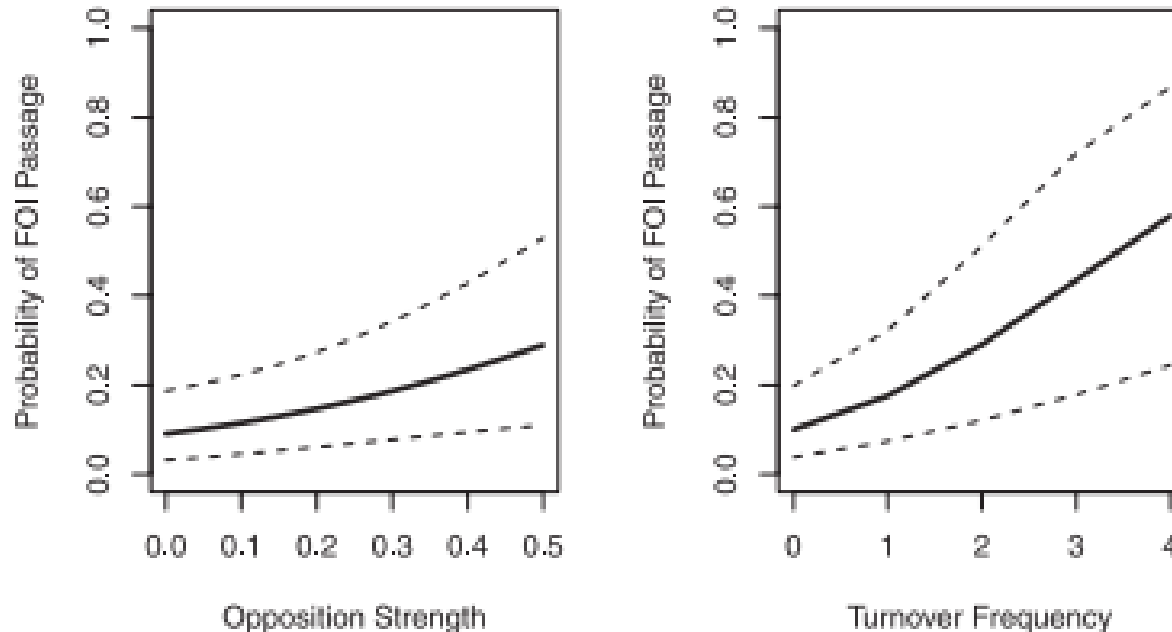 Probability of FOI Passage
1.0
0.8
0.6
0.4
0.2
0.0
0.0 0.1 0.2 0.3 0.4 0.5
Opposition Strength
Probability of FOI Passage
1.0
0.8
0.6
0.4
0.2
0.0
0 1 2 3 4
Turnover Frequency